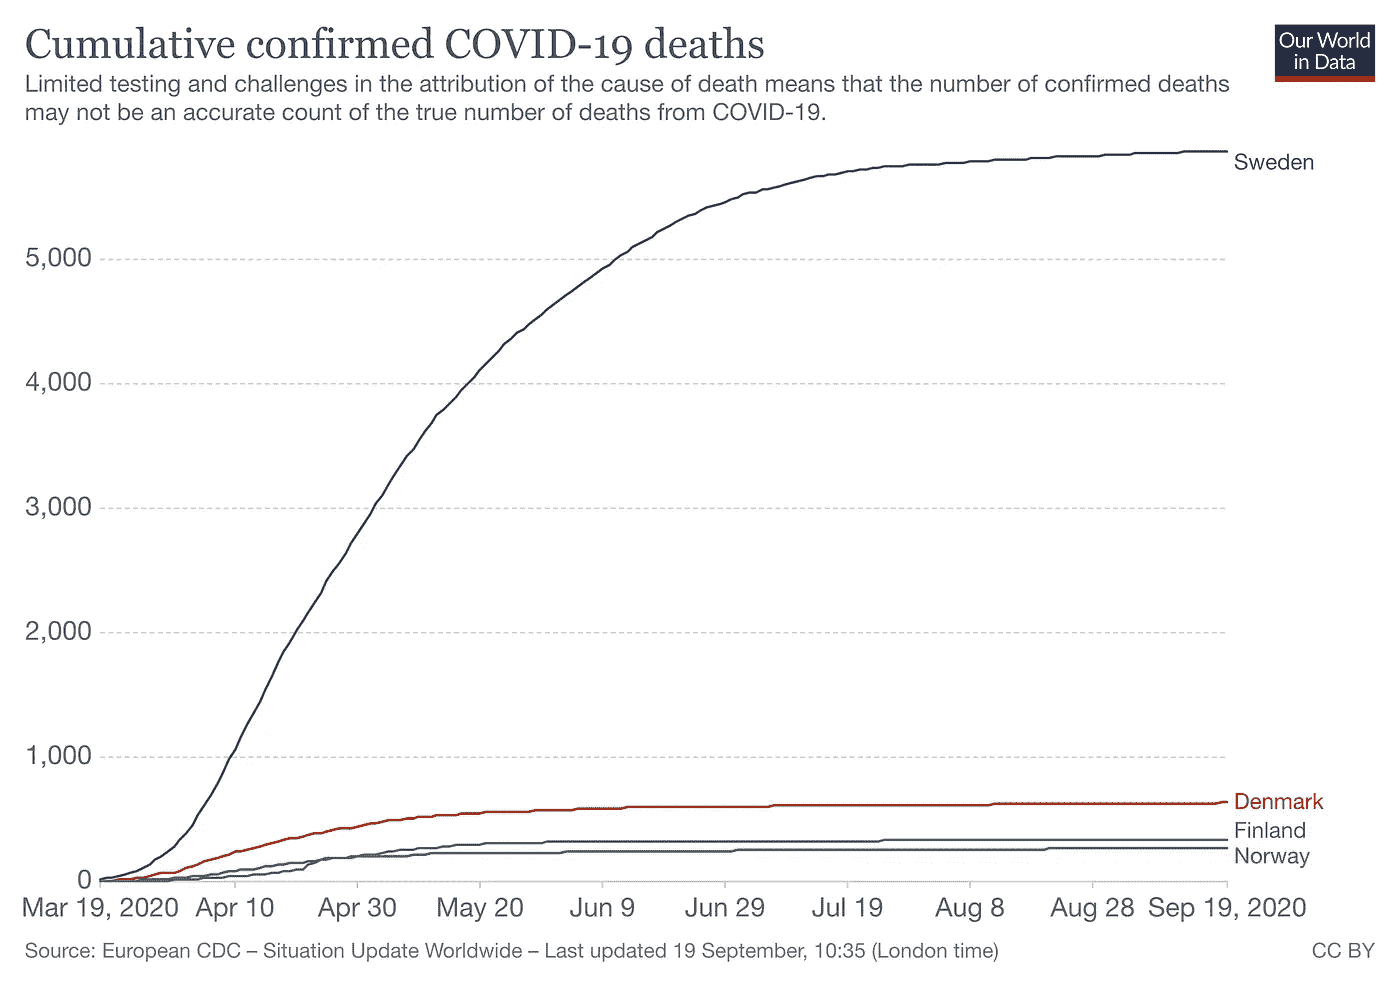 Cumulative confirmed COVID-19 deaths
Our World
in Data
Limited testing and challenges in the attribution of the cause of death means that the number of confirmed deaths
may not be an accurate count of the true number of deaths from COVID-19.
Sweden
5,000
4,000
3,000
2,000
1,000
Denmark
Finland
Norway
0
Mar 19, 2020 Apr 10 Apr 30 May 20 Jun 9 Jun 29 Jul 19 Aug 8 Aug 28 Sep 19, 2020
Source: European CDC – Situation Update Worldwide – Last updated 19 September, 10:35 (London time) CC BY